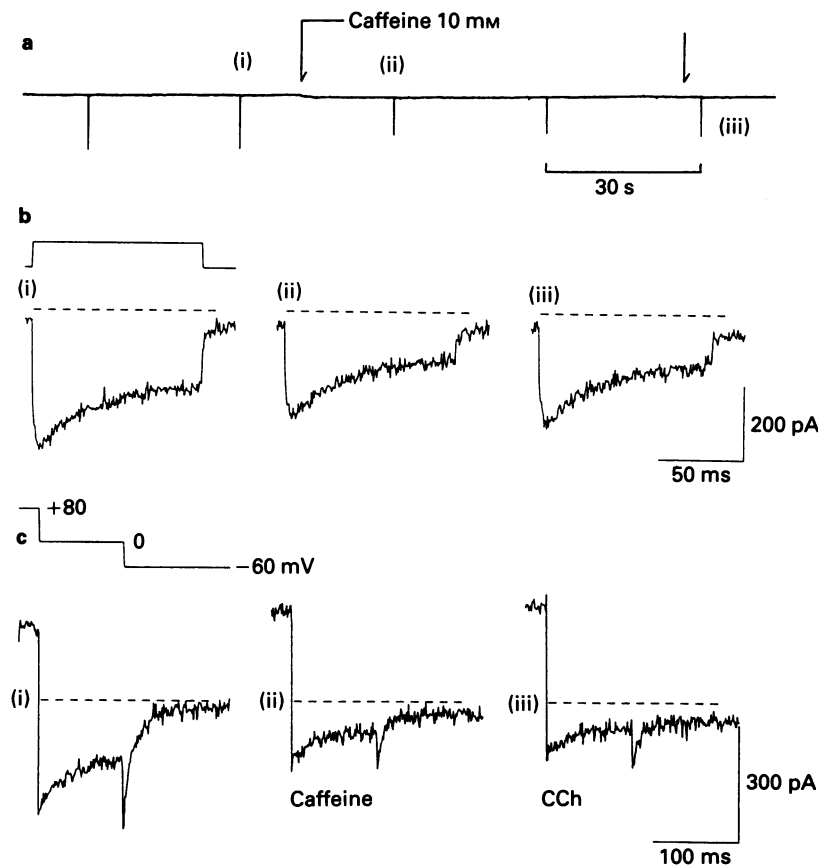 Caffeine 10 mM
a
(i)
(ii)
(iii)
30 s
b
(i)
(ii)
(iii)
200 pA
50 ms
+80
c
0
−60 mV
(i)
(ii)
(iii)
Caffeine
CCh
300 pA
100 ms